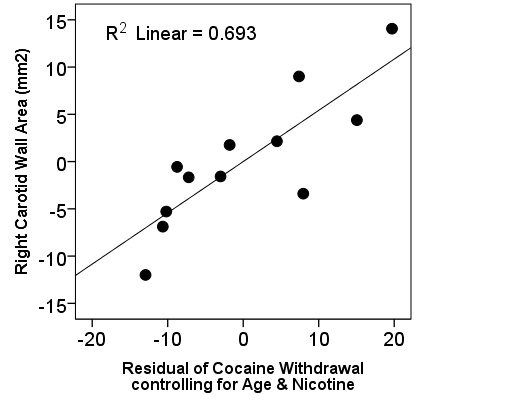 R2 Linear = 0.693
Right Carotid Wall Area (mm2)
15
10
5
0
-5
-10
-15
-20 -10 0 10 20
Residual of Cocaine Withdrawal
controlling for Age & Nicotine